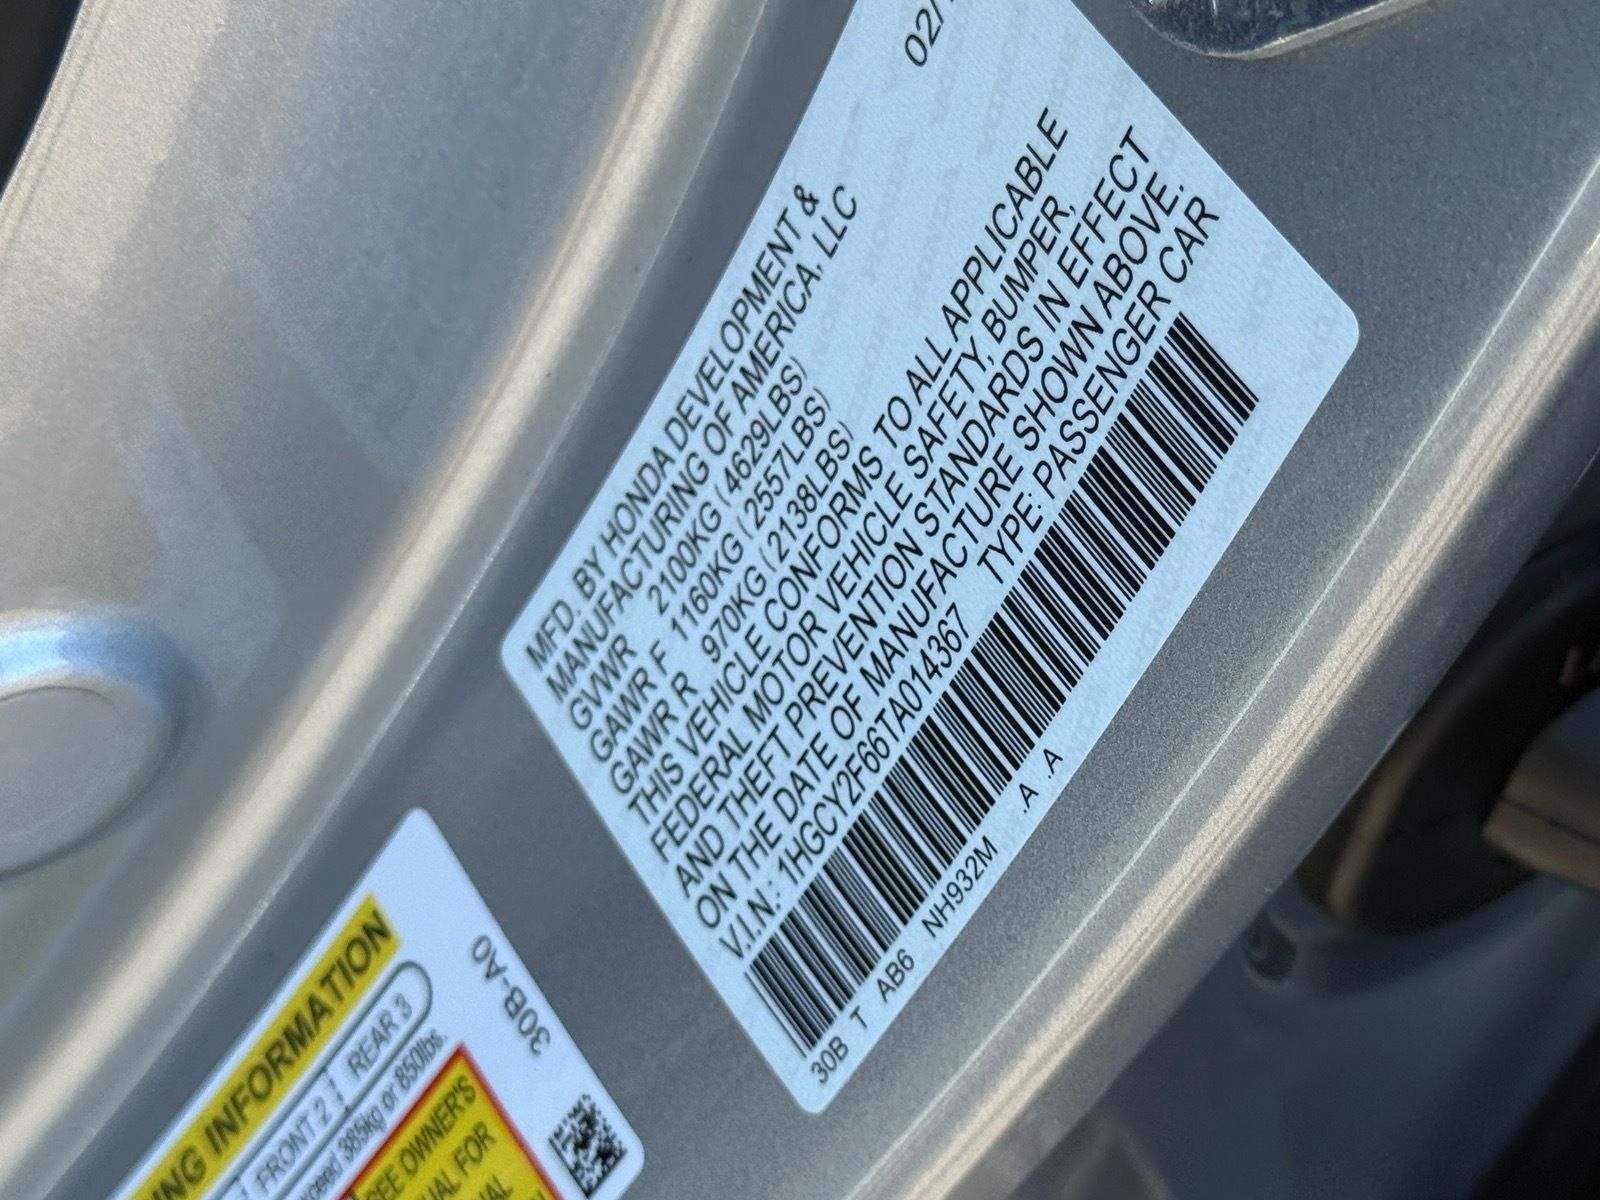 02/
MFD. BY HONDA DEVELOPMENT &
MANUFACTURING OF AMERICA, LLC
GVWR 2100KG (4629LBS)
GAWR F 1160KG (2557LBS)
GAWR R 970KG (2138LBS)
THIS VEHICLE CONFORMS TO ALL APPLICABLE
FEDERAL MOTOR VEHICLE SAFETY, BUMPER,
AND THEFT PREVENTION STANDARDS IN EFFECT
ON THE DATE OF MANUFACTURE SHOWN ABOVE.
V.I.N.: 1HGCY2F66TA014367 TYPE: PASSENGER CAR
30B T AB6 NH932M .A .A
ING INFORMATION
FRONT 2 REAR 3
xceed 385kg or 850lbs.
SEE OWNER'S
UAL FOR
NAL
30B-A0